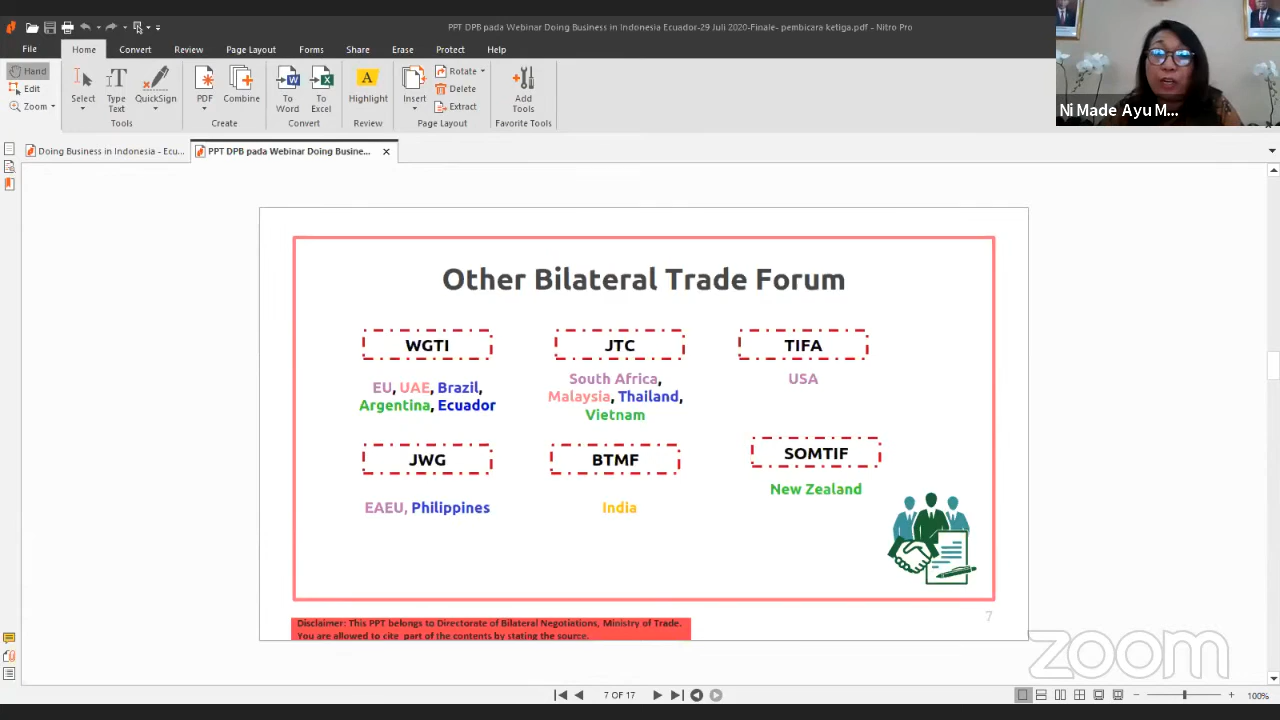 PPT DPB pada Webinar Doing Business in Indonesia Ecuador-29 Juli 2020-Finale- pembicara ketiga.pdf - Nitro Pro
File Home Convert Review Page Layout Forms Share Erase Protect Help
Hand
Edit
Zoom
Select
Type Text
QuickSign
Tools
PDF
Combine
Create
To Word
To Excel
Convert
Highlight
Review
Insert
Rotate
Delete
Extract
Page Layout
Add Tools
Favorite Tools
Ni Made Ayu M...
Doing Business in Indonesia - Ecu...
PPT DPB pada Webinar Doing Busine...
Other Bilateral Trade Forum
WGTI
EU, UAE, Brazil,
Argentina, Ecuador
JTC
South Africa,
Malaysia, Thailand,
Vietnam
TIFA
USA
JWG
EAEU, Philippines
BTMF
India
SOMTIF
New Zealand
7
Disclaimer: This PPT belongs to Directorate of Bilateral Negotiations, Ministry of Trade.
You are allowed to cite part of the contents by stating the source.
zoom
7 OF 17
100%